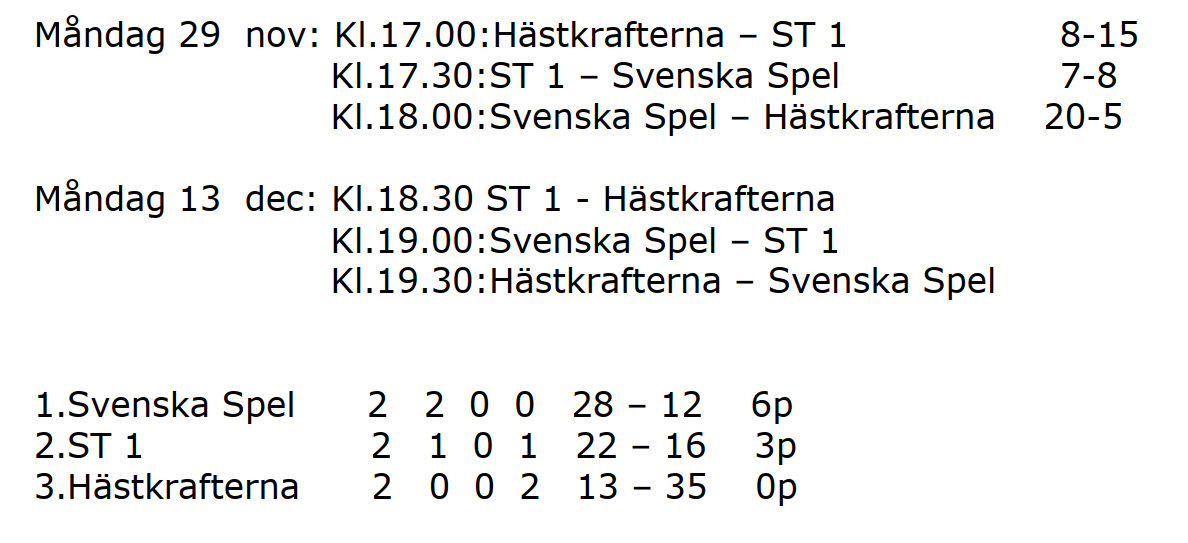 Måndag 29 nov: Kl.17.00:Hästkrafterna – ST 1 8-15
Kl.17.30:ST 1 – Svenska Spel 7-8
Kl.18.00:Svenska Spel – Hästkrafterna 20-5
Måndag 13 dec: Kl.18.30 ST 1 - Hästkrafterna
Kl.19.00:Svenska Spel – ST 1
Kl.19.30:Hästkrafterna – Svenska Spel
1.Svenska Spel 2 2 0 0 28 – 12 6p
2.ST 1 2 1 0 1 22 – 16 3p
3.Hästkrafterna 2 0 0 2 13 – 35 0p